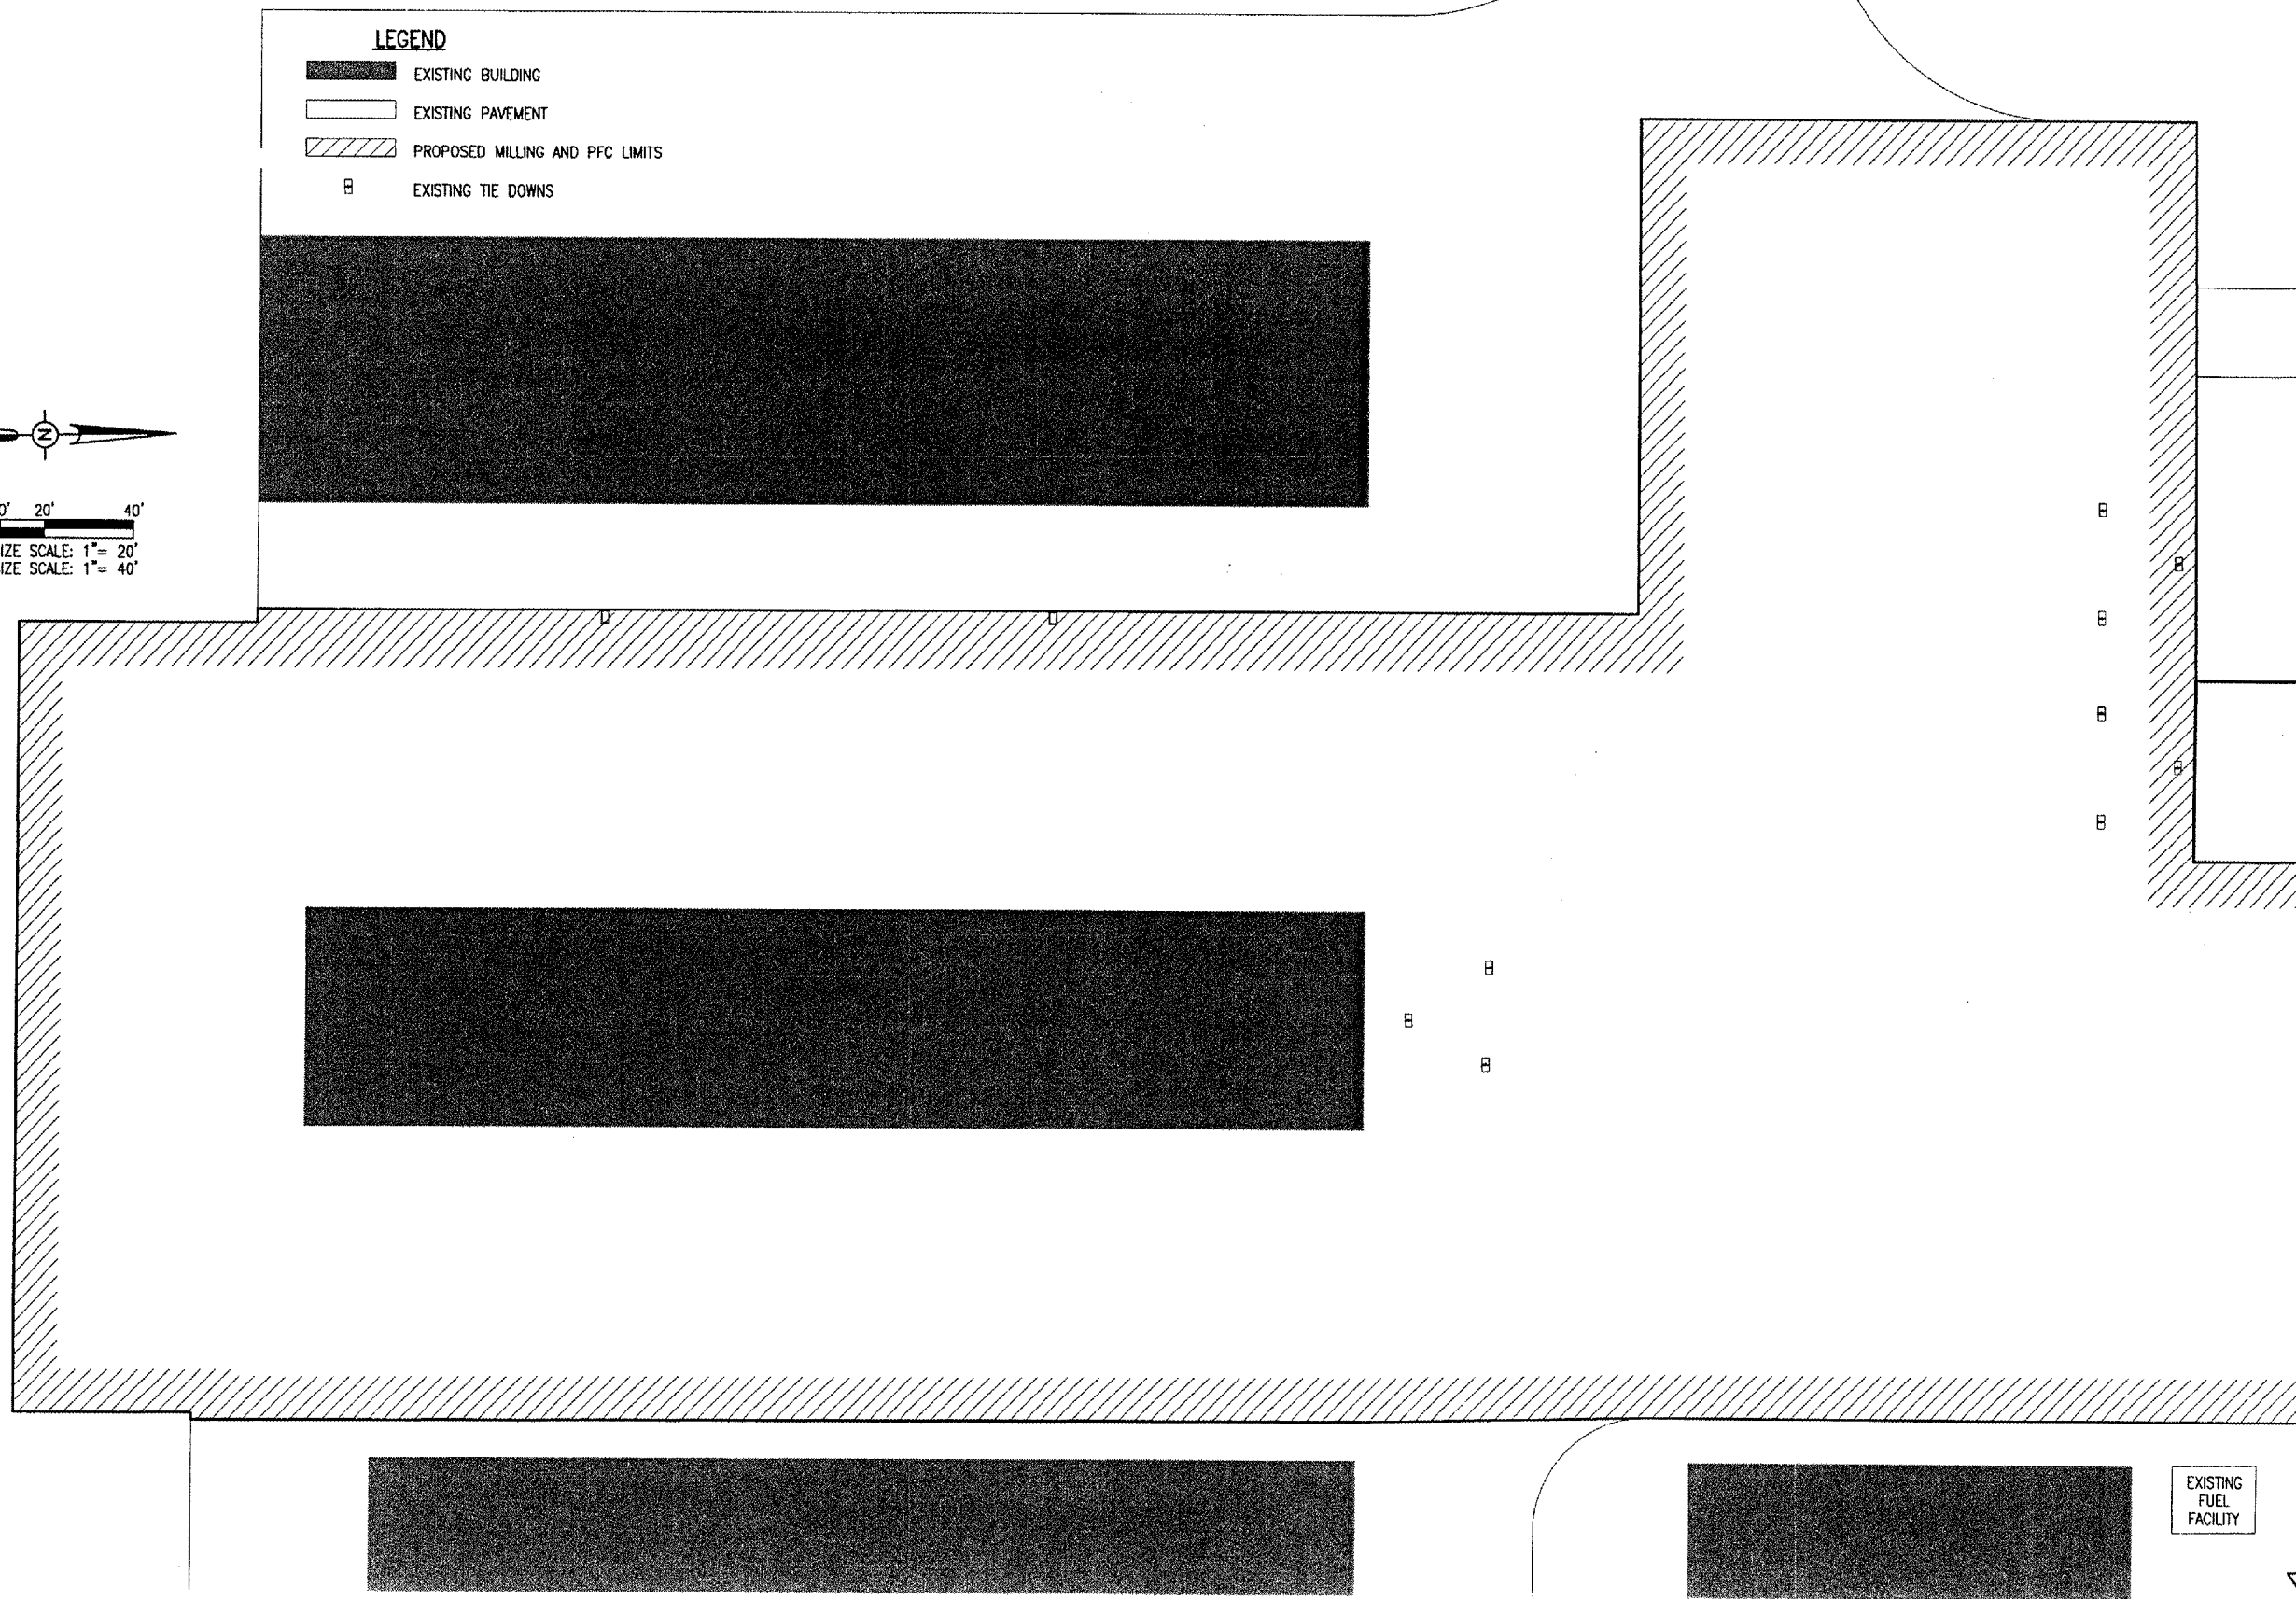 LEGEND
EXISTING BUILDING
EXISTING PAVEMENT
PROPOSED MILLING AND PFC LIMITS
EXISTING TIE DOWNS
N
0' 20' 40'
IZE SCALE: 1"= 20'
IZE SCALE: 1"= 40'
EXISTING
FUEL
FACILITY